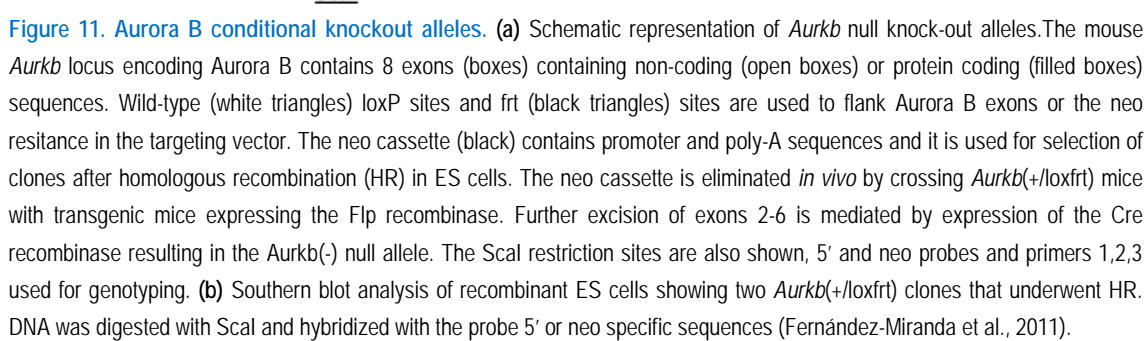 Figure 11. Aurora B conditional knockout alleles. (a) Schematic representation of Aurkb null knock-out alleles.The mouse
Aurkb locus encoding Aurora B contains 8 exons (boxes) containing non-coding (open boxes) or protein coding (filled boxes)
sequences. Wild-type (white triangles) loxP sites and frt (black triangles) sites are used to flank Aurora B exons or the neo
resitance in the targeting vector. The neo cassette (black) contains promoter and poly-A sequences and it is used for selection of
clones after homologous recombination (HR) in ES cells. The neo cassette is eliminated in vivo by crossing Aurkb(+/loxfrt) mice
with transgenic mice expressing the Flp recombinase. Further excision of exons 2-6 is mediated by expression of the Cre
recombinase resulting in the Aurkb(-) null allele. The ScaI restriction sites are also shown, 5' and neo probes and primers 1,2,3
used for genotyping. (b) Southern blot analysis of recombinant ES cells showing two Aurkb(+/loxfrt) clones that underwent HR.
DNA was digested with ScaI and hybridized with the probe 5' or neo specific sequences (Fernández-Miranda et al., 2011).